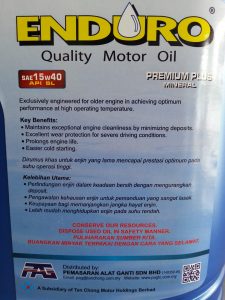 ENDURO®
Quality Motor Oil
SAE 15w40
API SL
PREMIUM PLUS
MINERAL
Exclusively engineered for older engine in achieving optimum
performance at high operating temperature.
Key Benefits:
• Maintains exceptional engine cleanliness by minimizing deposits.
• Excellent wear protection for severe driving conditions.
• Prolongs engine life.
• Easier cold starting.
Dirumus khas untuk enjin yang lama mencapai prestasi optimum pada
suhu operasi tinggi.
Kelebihan Utama:
• Perlindungan enjin dalam keadaan bersih dengan mengurangkan
deposit.
• Pengawalan kehausan enjin untuk pemanduan yang sangat lasak.
• Keupayaan bagi memanjangkan jangka hayat enjin.
• Lebih mudah menghidupkan enjin pada suhu rendah.
CONSERVE OUR RESOURCES.
DISPOSE USED OIL IN SAFETY MANNER.
PULIHARALAH SUMBER KITA.
BUANGKAN MINYAK TERPAKAI DENGAN CARA YANG SELAMAT.
PAG
Distributed by:
PEMASARAN ALAT GANTI SDN BHD
A Subsidiary of Tan Chong Motor Holdings Berhad